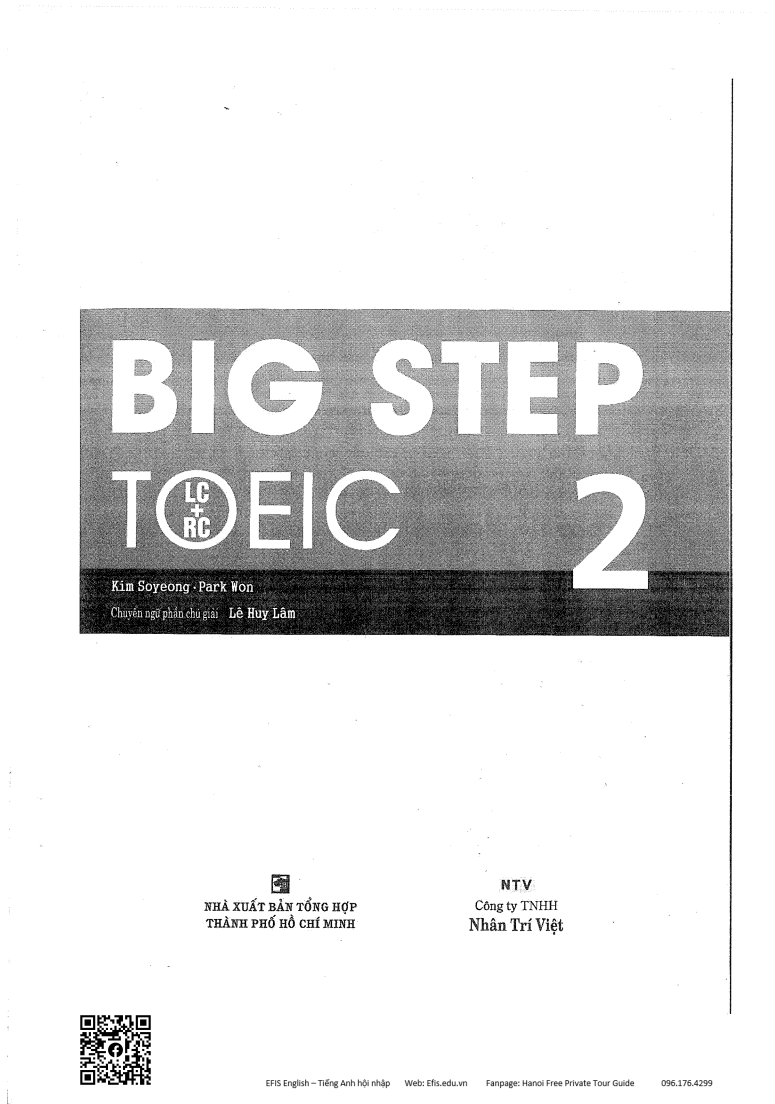 BIG STEP
TOEIC 2
LC
+
RC
Kim Soyeong · Park Won
Chuyển ngữ phần chú giải Lê Huy Lâm
NHÀ XUẤT BẢN TỔNG HỢP
THÀNH PHỐ HỒ CHÍ MINH
NTV
Công ty TNHH
Nhân Trí Việt
EFIS English – Tiếng Anh hội nhập Web: Efis.edu.vn Fanpage: Hanoi Free Private Tour Guide 096.176.4299